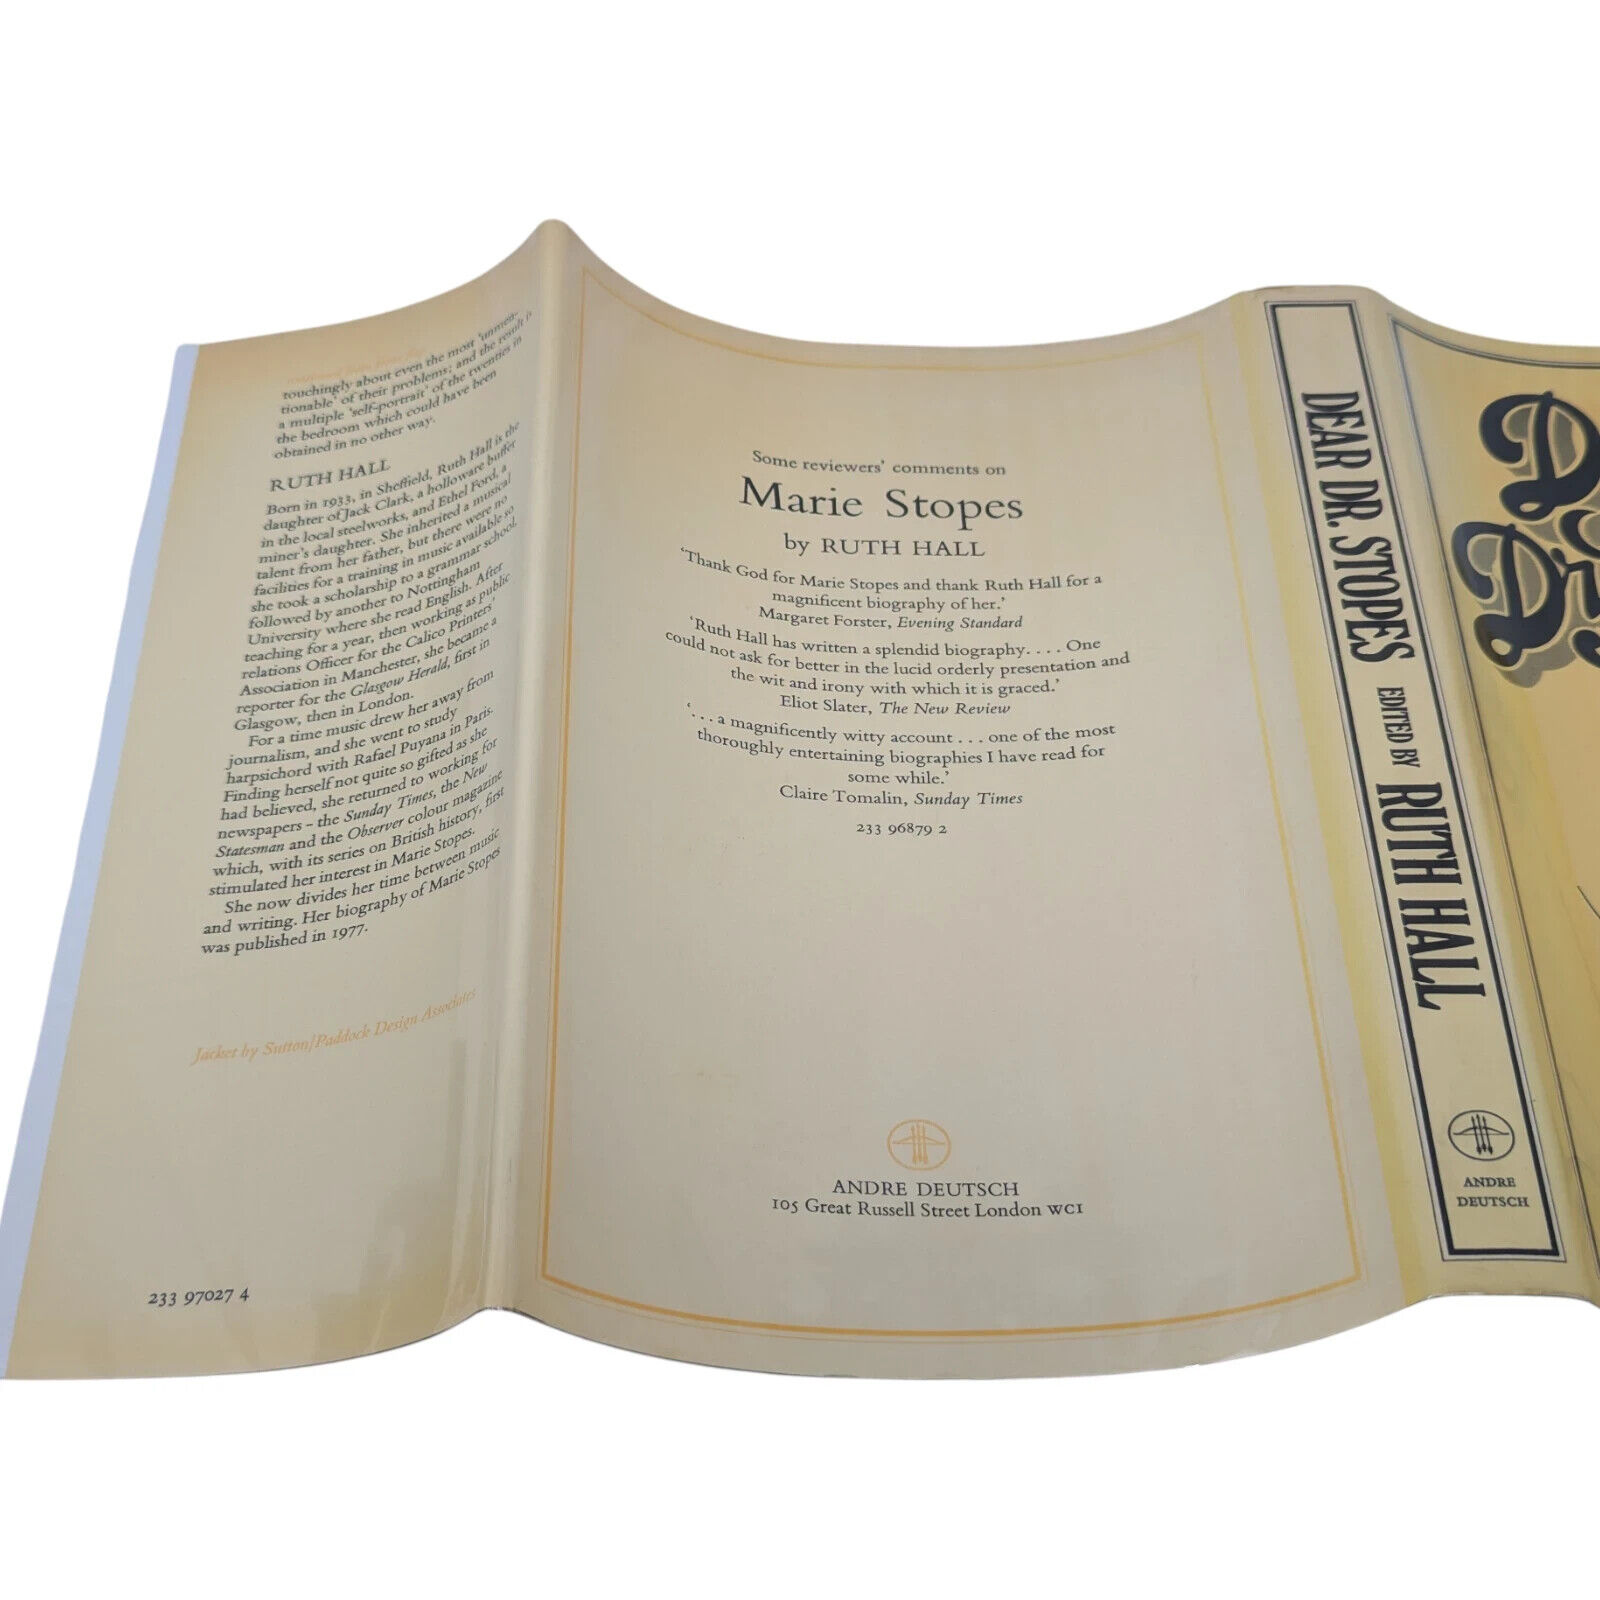 touchingly about even the most 'unmen-
tionable' of their problems; and the result is
a multiple 'self-portrait' of the twenties in
the bedroom which could have been
obtained in no other way.
RUTH HALL
Born in 1933, in Sheffield, Ruth Hall is the
daughter of Jack Clark, a holloware buffer
in the local steelworks, and Ethel Ford, a
miner's daughter. She inherited a musical
talent from her father, but there were no
facilities for a training in music available so
she took a scholarship to a grammar school,
followed by another to Nottingham
University where she read English. After
teaching for a year, then working as public
relations Officer for the Calico Printers'
Association in Manchester, she became a
reporter for the Glasgow Herald, first in
Glasgow, then in London.
For a time music drew her away from
journalism, and she went to study
harpsichord with Rafael Puyana in Paris.
Finding herself not quite so gifted as she
had believed, she returned to working for
newspapers – the Sunday Times, the New
Statesman and the Observer colour magazine
which, with its series on British history, first
stimulated her interest in Marie Stopes.
She now divides her time between music
and writing. Her biography of Marie Stopes
was published in 1977.
Jacket by Sutton/Paddock Design Associates
233 97027 4
Some reviewers' comments on
Marie Stopes
by RUTH HALL
'Thank God for Marie Stopes and thank Ruth Hall for a
magnificent biography of her.'
Margaret Forster, Evening Standard
'Ruth Hall has written a splendid biography. . . . One
could not ask for better in the lucid orderly presentation and
the wit and irony with which it is graced.'
Eliot Slater, The New Review
'. . . a magnificently witty account . . . one of the most
thoroughly entertaining biographies I have read for
some while.'
Claire Tomalin, Sunday Times
233 96879 2
ANDRE DEUTSCH
105 Great Russell Street London WC1
DEAR DR. STOPES EDITED BY RUTH HALL
ANDRE
DEUTSCH
D
Dr